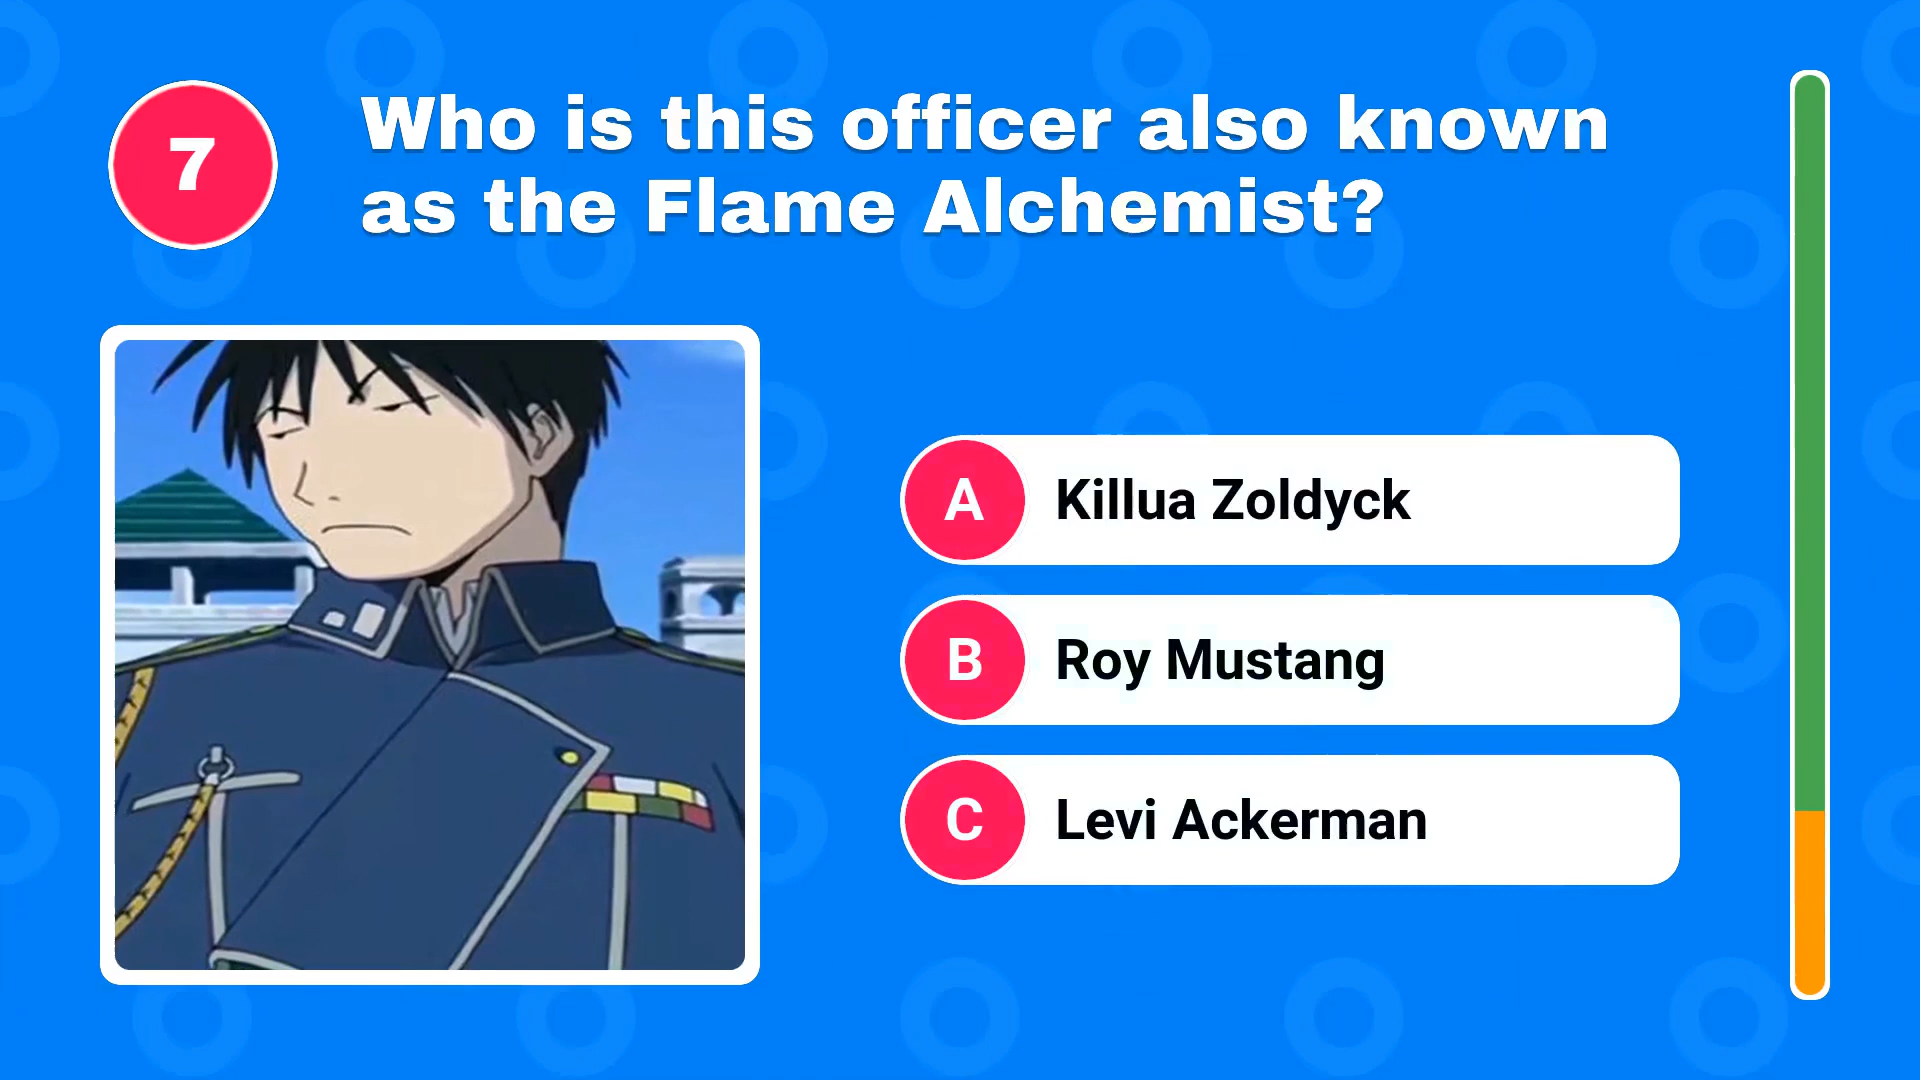 7
Who is this officer also known
as the Flame Alchemist?
A Killua Zoldyck
B Roy Mustang
C Levi Ackerman